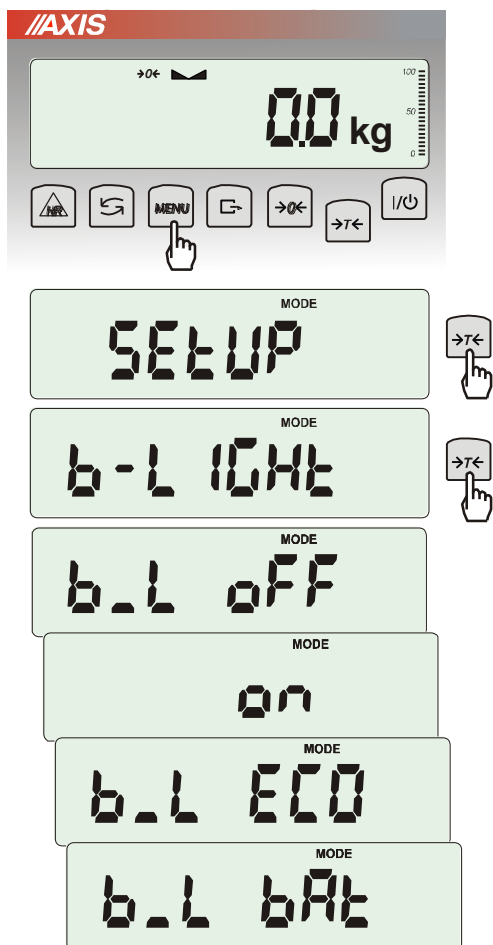 AXIS
→0←
100
50
0
0.0 kg
HR MENU →0← →T← I/⏻
MODE
SEtUP
→T←
MODE
b-LIGHt
→T←
MODE
b_L oFF
MODE
on
MODE
b_L ECO
MODE
b_L bAt